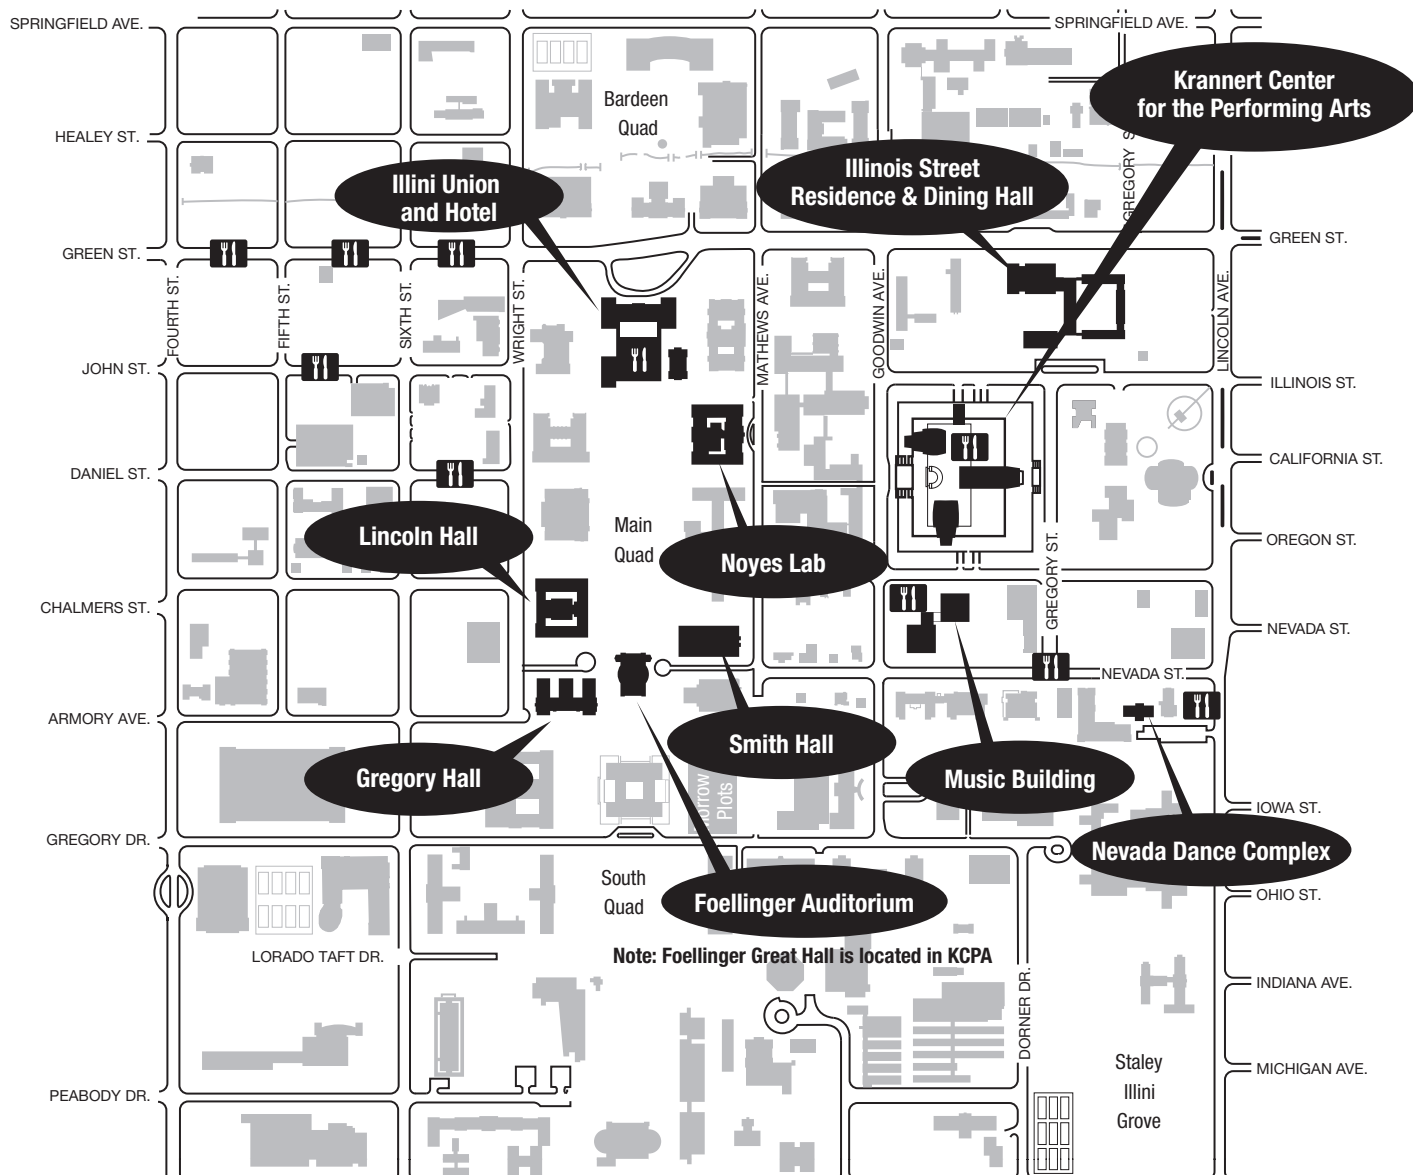 SPRINGFIELD AVE.
SPRINGFIELD AVE.
Krannert Center
for the Performing Arts
Bardeen
Quad
HEALEY ST.
GREGORY
Illinois Street
Residence & Dining Hall
Illini Union
and Hotel
GREEN ST.
GREEN ST.
FOURTH ST.
FIFTH ST.
SIXTH ST.
WRIGHT ST.
MATHEWS AVE.
GOODWIN AVE.
LINCOLN AVE.
JOHN ST.
ILLINOIS ST.
DANIEL ST.
CALIFORNIA ST.
Lincoln Hall
Main
Quad
Noyes Lab
OREGON ST.
GREGORY ST.
CHALMERS ST.
NEVADA ST.
NEVADA ST.
ARMORY AVE.
Smith Hall
Gregory Hall
Music Building
Plots
IOWA ST.
GREGORY DR.
Nevada Dance Complex
South
Quad
Foellinger Auditorium
OHIO ST.
LORADO TAFT DR.
Note: Foellinger Great Hall is located in KCPA
INDIANA AVE.
DORNER DR.
Staley
Illini
Grove
MICHIGAN AVE.
PEABODY DR.